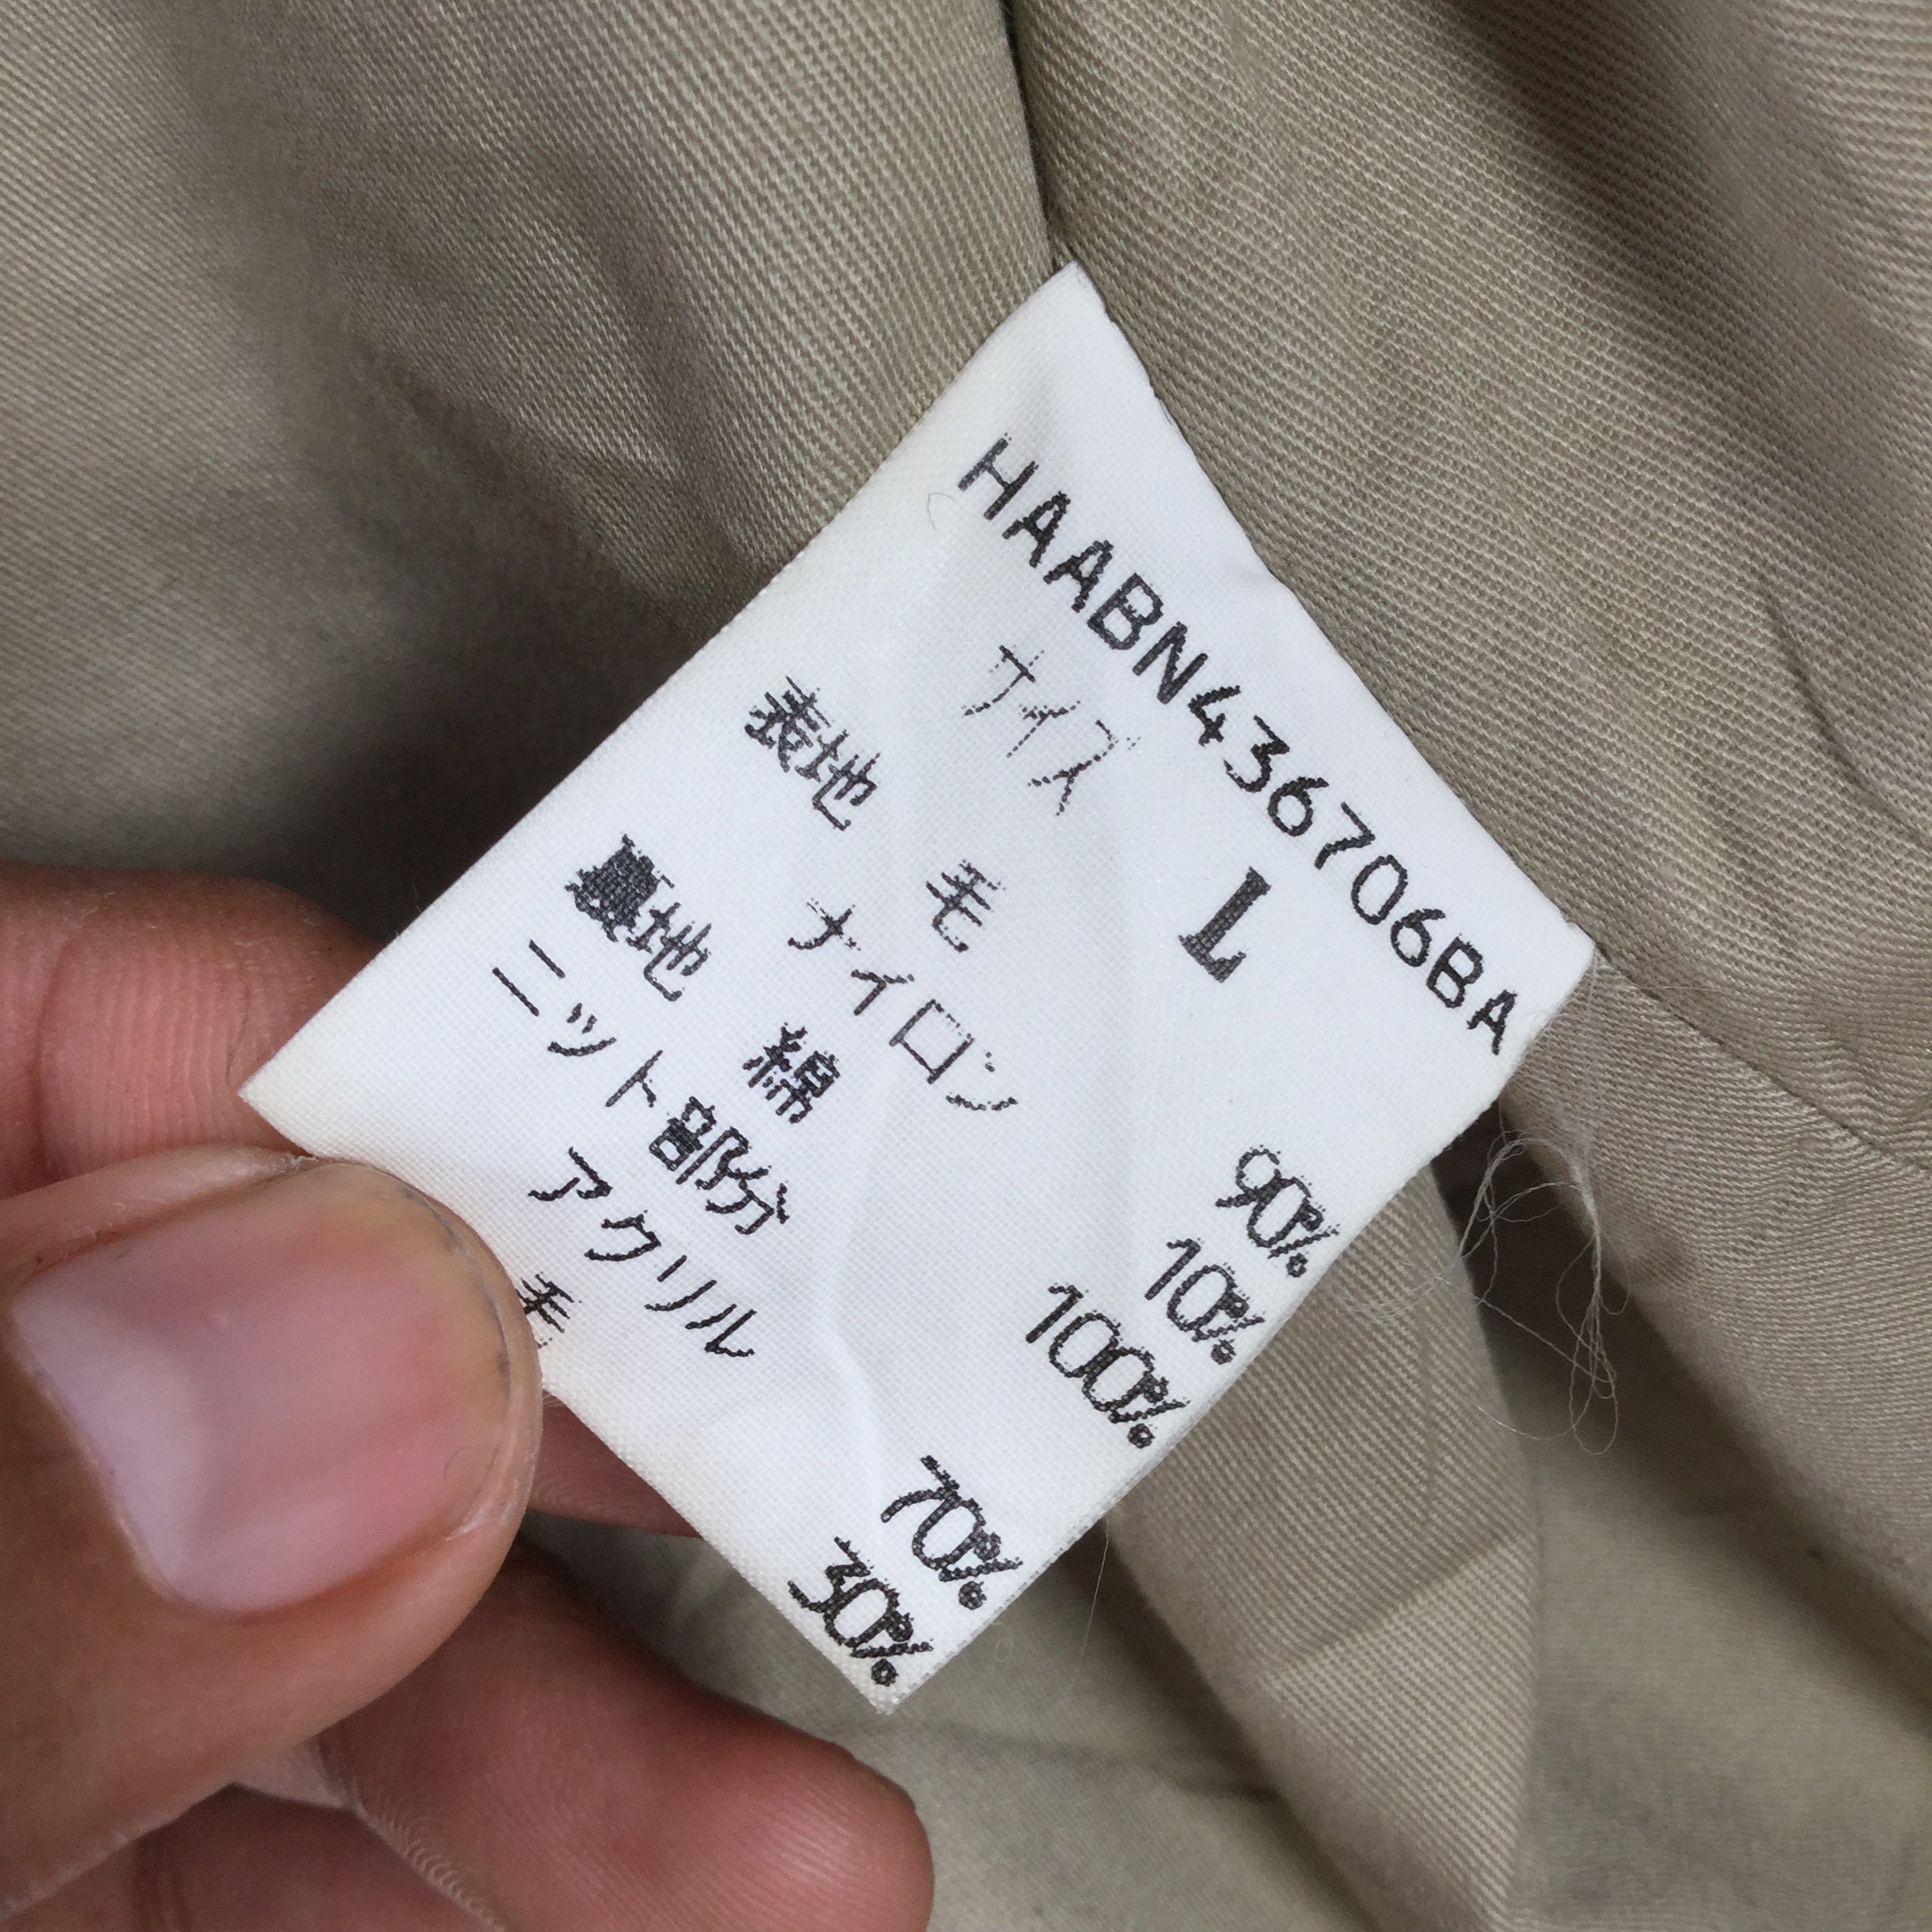 HAABN436706BA
サイズ L
表地 毛 90%
ナイロン 10%
裏地 綿 100%
ニット部分
アクリル 70%
毛 30%